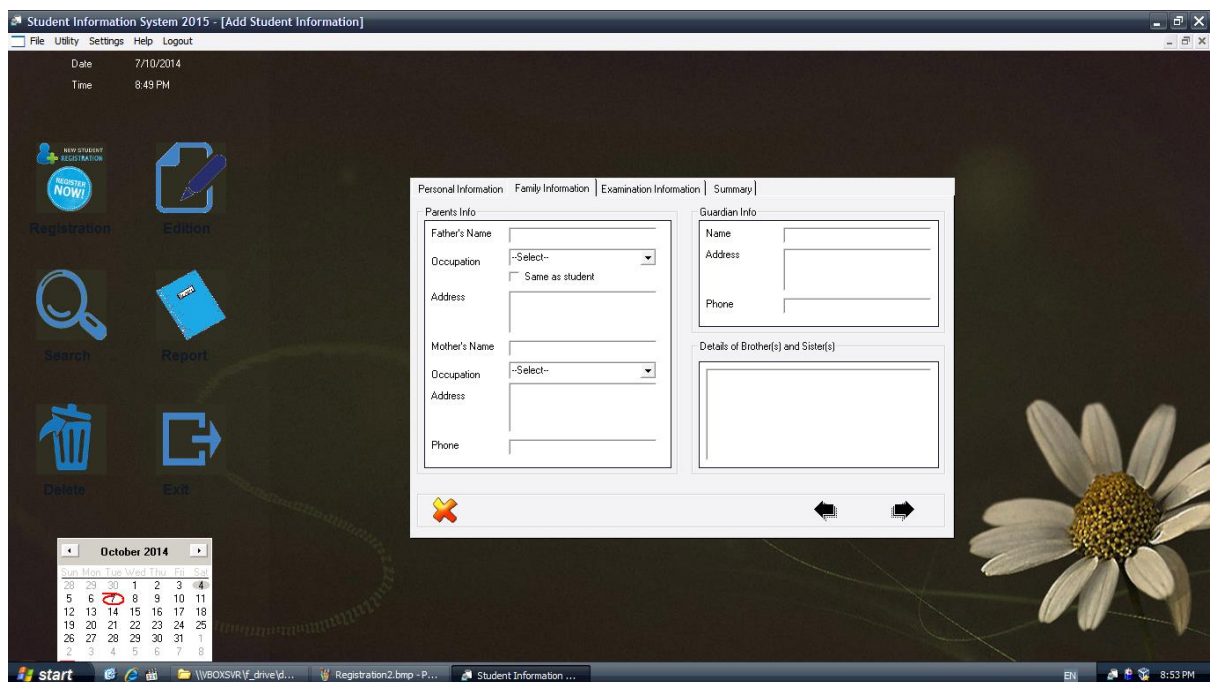 Student Information System 2015 - [Add Student Information]
File Utility Settings Help Logout
Date 7/10/2014
Time 8:49 PM
NEW STUDENT
REGISTRATION
REGISTER
NOW!
Registration Edition
Search Report
Delete Exit
October 2014
Sun Mon Tue Wed Thu Fri Sat
28 29 30 1 2 3 4
5 6 7 8 9 10 11
12 13 14 15 16 17 18
19 20 21 22 23 24 25
26 27 28 29 30 31 1
2 3 4 5 6 7 8
Personal Information Family Information Examination Information Summary
Parents Info
Father's Name
Occupation --Select--
Same as student
Address
Mother's Name
Occupation --Select--
Address
Phone
Guardian Info
Name
Address
Phone
Details of Brother(s) and Sister(s)
start \\VBOXSVR\f_drive\d... Registration2.bmp - P... Student Information ... EN 8:53 PM